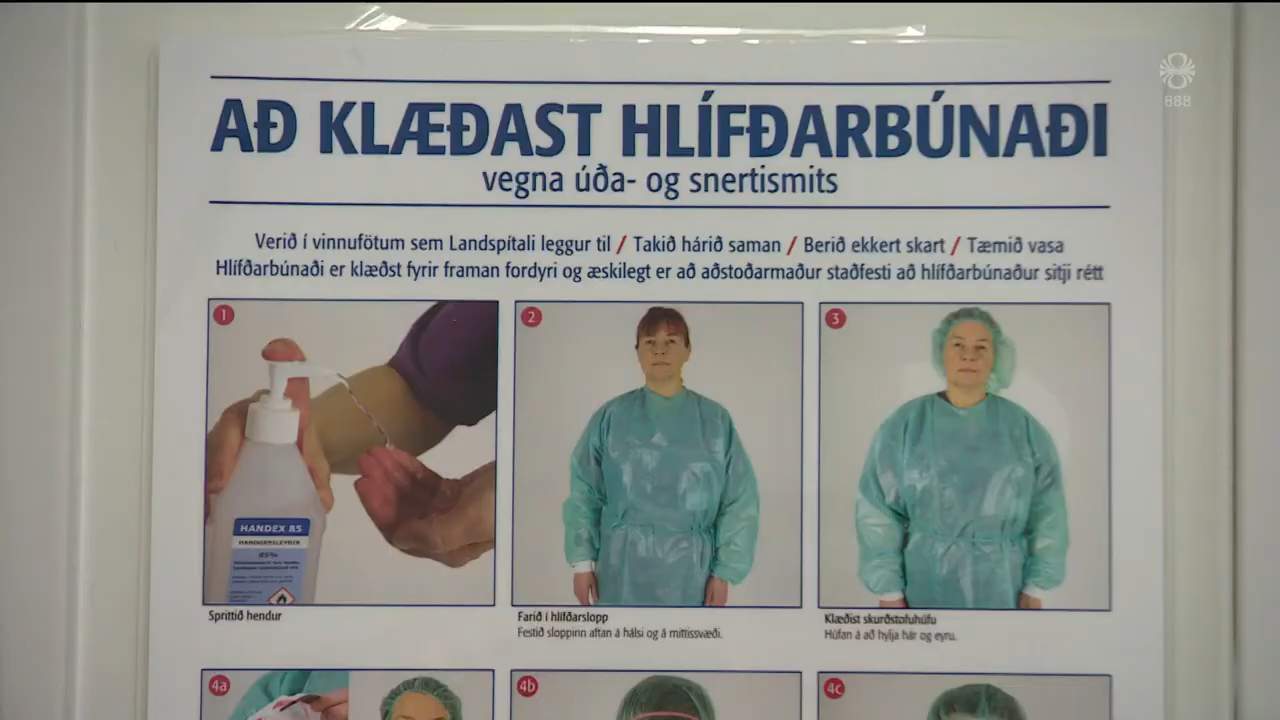 888
AÐ KLÆÐAST HLÍFÐARBÚNAÐI
vegna úða- og snertismits
Verið í vinnufötum sem Landspítali leggur til / Takið hárið saman / Berið ekkert skart / Tæmið vasa
Hlífðarbúnaði er klæðst fyrir framan fordyri og æskilegt er að aðstoðarmaður staðfesti að hlífðarbúnaður sitji rétt
1
2
3
HANDEX 85
85%
Sprittið hendur
Farið í hlífðarslopp
Festið sloppinn aftan á hálsi og á mittissvæði.
Klæðist skurðstofuhúfu
Húfan á að hylja hár og eyru.
4a
4b
4c